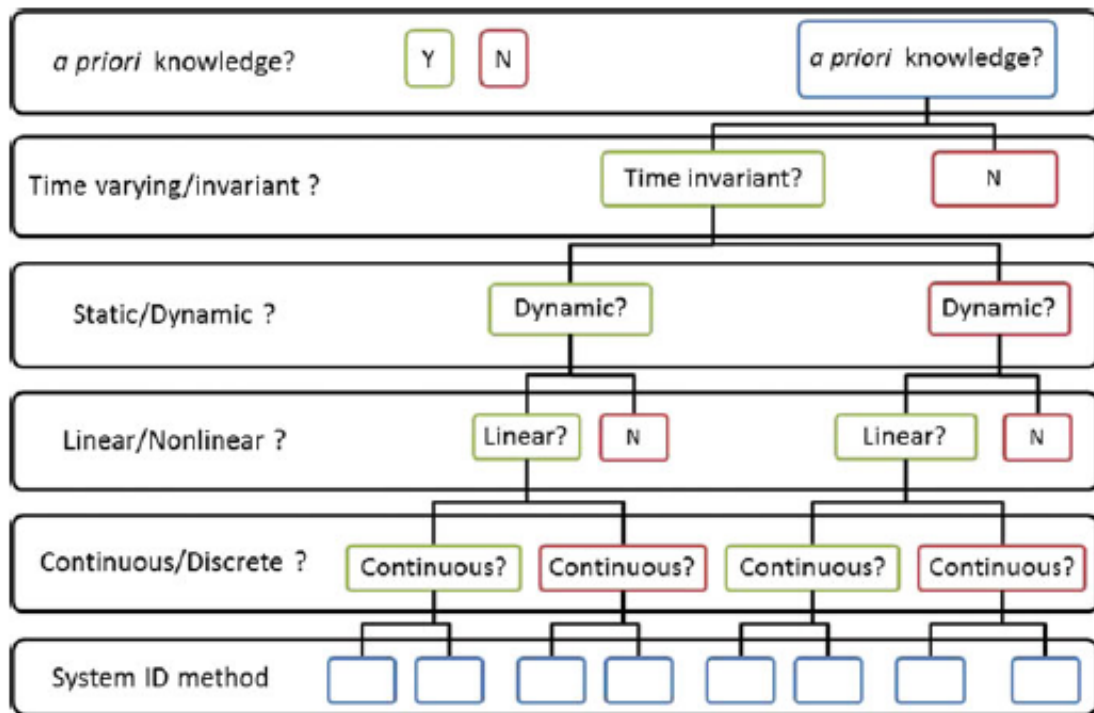 a priori knowledge?
Y
N
a priori knowledge?
Time varying/invariant ?
Time invariant?
N
Static/Dynamic ?
Dynamic?
Dynamic?
Linear/Nonlinear ?
Linear?
N
Linear?
N
Continuous/Discrete ?
Continuous?
Continuous?
Continuous?
Continuous?
System ID method